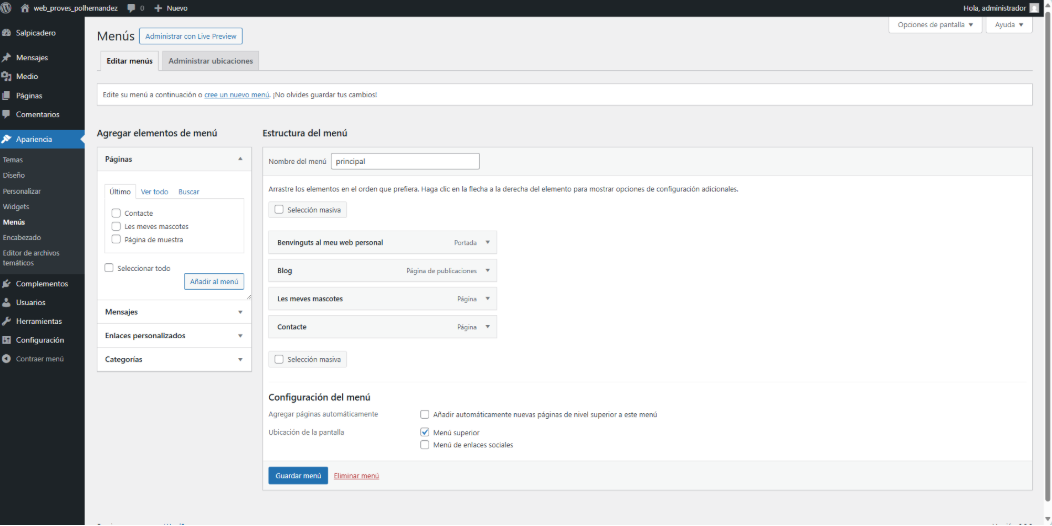 web_proves_polhernandez 0 Nuevo Hola, administrador
Opciones de pantalla Ayuda
Salpicadero
Mensajes
Medio
Páginas
Comentarios
Apariencia
Temas
Diseño
Personalizar
Widgets
Menús
Encabezado
Editor de archivos
temáticos
Complementos
Usuarios
Herramientas
Configuración
Contraer menú
Menús Administrar con Live Preview
Editar menús Administrar ubicaciones
Edite su menú a continuación o cree un nuevo menú. ¡No olvides guardar tus cambios!
Agregar elementos de menú
Páginas
Último Ver todo Buscar
Contacte
Les meves mascotes
Página de muestra
Seleccionar todo
Añadir al menú
Mensajes
Enlaces personalizados
Categorías
Estructura del menú
Nombre del menú principal
Arrastre los elementos en el orden que prefiera. Haga clic en la flecha a la derecha del elemento para mostrar opciones de configuración adicionales.
Selección masiva
Benvinguts al meu web personal Portada
Blog Página de publicaciones
Les meves mascotes Página
Contacte Página
Selección masiva
Configuración del menú
Agregar páginas automáticamente Añadir automáticamente nuevas páginas de nivel superior a este menú
Ubicación de la pantalla Menú superior
Menú de enlaces sociales
Guardar menú Eliminar menú